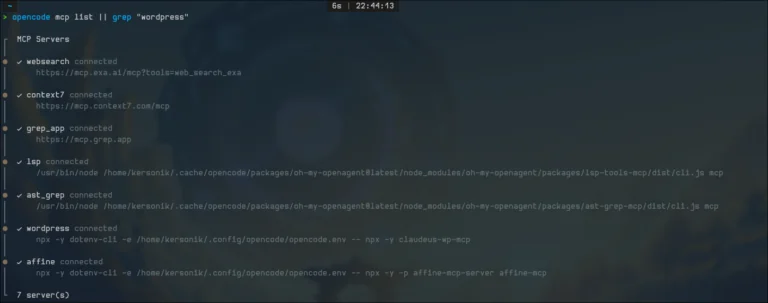 ~
6s | 22:44:13
> opencode mcp list || grep "wordpress"
MCP Servers
✓ websearch connected
https://mcp.exa.ai/mcp?tools=web_search_exa
✓ context7 connected
https://mcp.context7.com/mcp
✓ grep_app connected
https://mcp.grep.app
✓ lsp connected
/usr/bin/node /home/kersonik/.cache/opencode/packages/oh-my-openagent@latest/node_modules/oh-my-openagent/packages/lsp-tools-mcp/dist/cli.js mcp
✓ ast_grep connected
/usr/bin/node /home/kersonik/.cache/opencode/packages/oh-my-openagent@latest/node_modules/oh-my-openagent/packages/ast-grep-mcp/dist/cli.js mcp
✓ wordpress connected
npx -y dotenv-cli -e /home/kersonik/.config/opencode/opencode.env -- npx -y claudeus-wp-mcp
✓ affine connected
npx -y dotenv-cli -e /home/kersonik/.config/opencode/opencode.env -- npx -y -p affine-mcp-server affine-mcp
7 server(s)